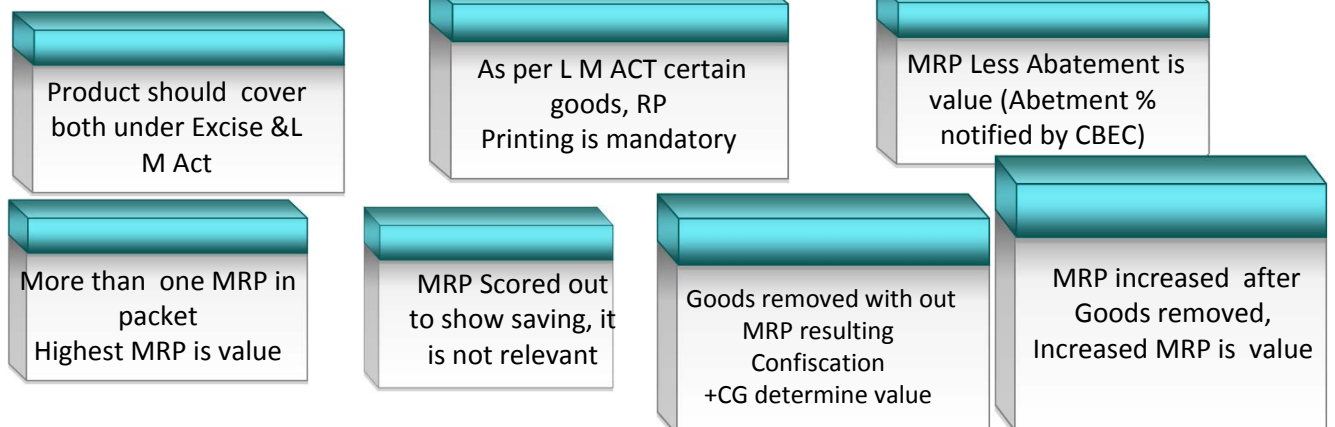 Product should cover
both under Excise &L
M Act
As per L M ACT certain
goods, RP
Printing is mandatory
MRP Less Abatement is
value (Abetment %
notified by CBEC)
More than one MRP in
packet
Highest MRP is value
MRP Scored out
to show saving, it
is not relevant
Goods removed with out
MRP resulting
Confiscation
+CG determine value
MRP increased after
Goods removed,
Increased MRP is value